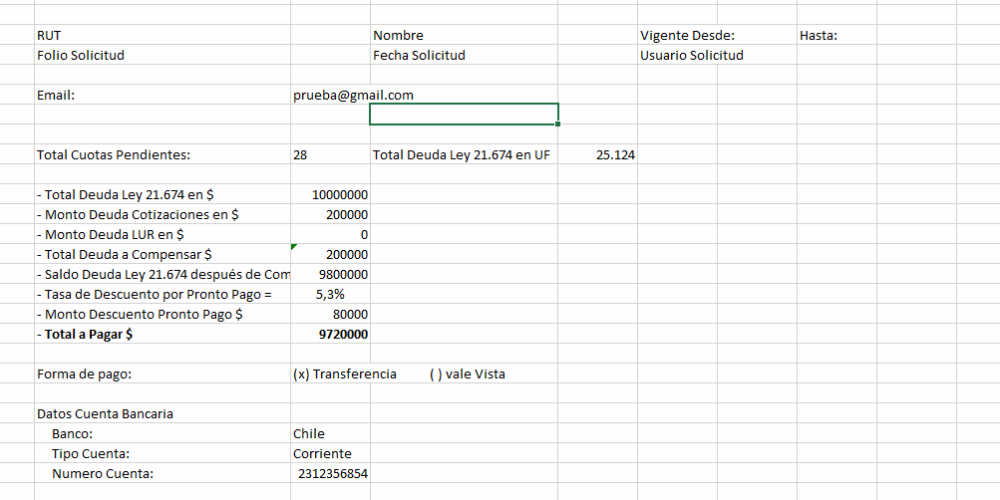 RUT Nombre Vigente Desde: Hasta:
Folio Solicitud Fecha Solicitud Usuario Solicitud
Email: prueba@gmail.com
Total Cuotas Pendientes: 28 Total Deuda Ley 21.674 en UF 25.124
- Total Deuda Ley 21.674 en $ 10000000
- Monto Deuda Cotizaciones en $ 200000
- Monto Deuda LUR en $ 0
- Total Deuda a Compensar $ 200000
- Saldo Deuda Ley 21.674 después de Com 9800000
- Tasa de Descuento por Pronto Pago = 5,3%
- Monto Descuento Pronto Pago $ 80000
- Total a Pagar $ 9720000
Forma de pago: (x) Transferencia ( ) vale Vista
Datos Cuenta Bancaria
Banco: Chile
Tipo Cuenta: Corriente
Numero Cuenta: 2312356854